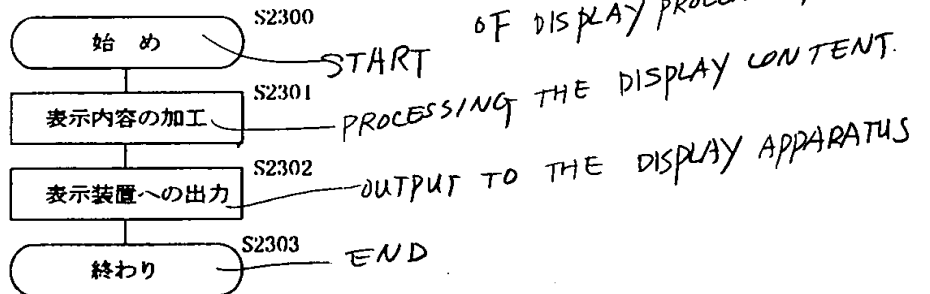 S2300
OF DISPLAY
始め
START
S2301
表示内容の加工
PROCESSING THE DISPLAY CONTENT.
S2302
表示装置への出力
OUTPUT TO THE DISPLAY APPARATUS
S2303
終わり
END